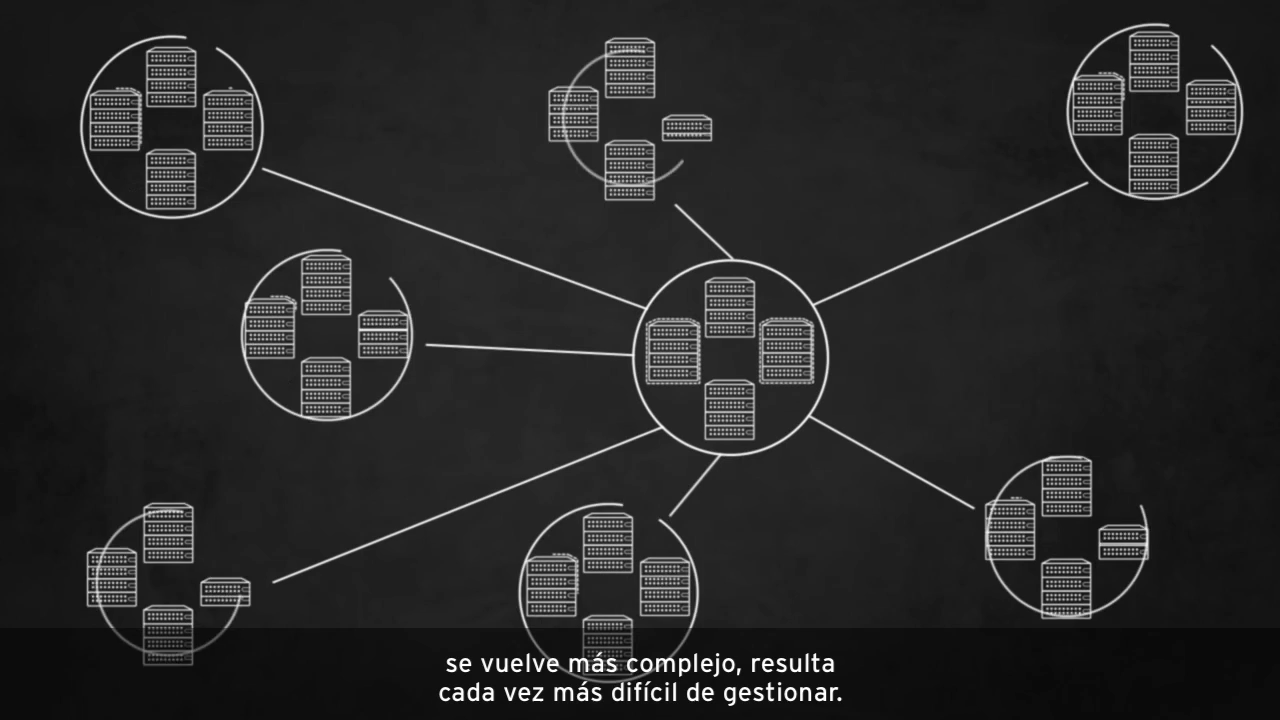 se vuelve más complejo, resulta
cada vez más difícil de gestionar.